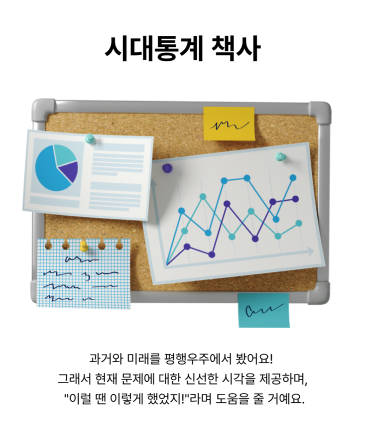 시대통계 책사
과거와 미래를 평행우주에서 봤어요!
그래서 현재 문제에 대한 신선한 시각을 제공하며,
"이럴 땐 이렇게 했었지!"라며 도움을 줄 거예요.